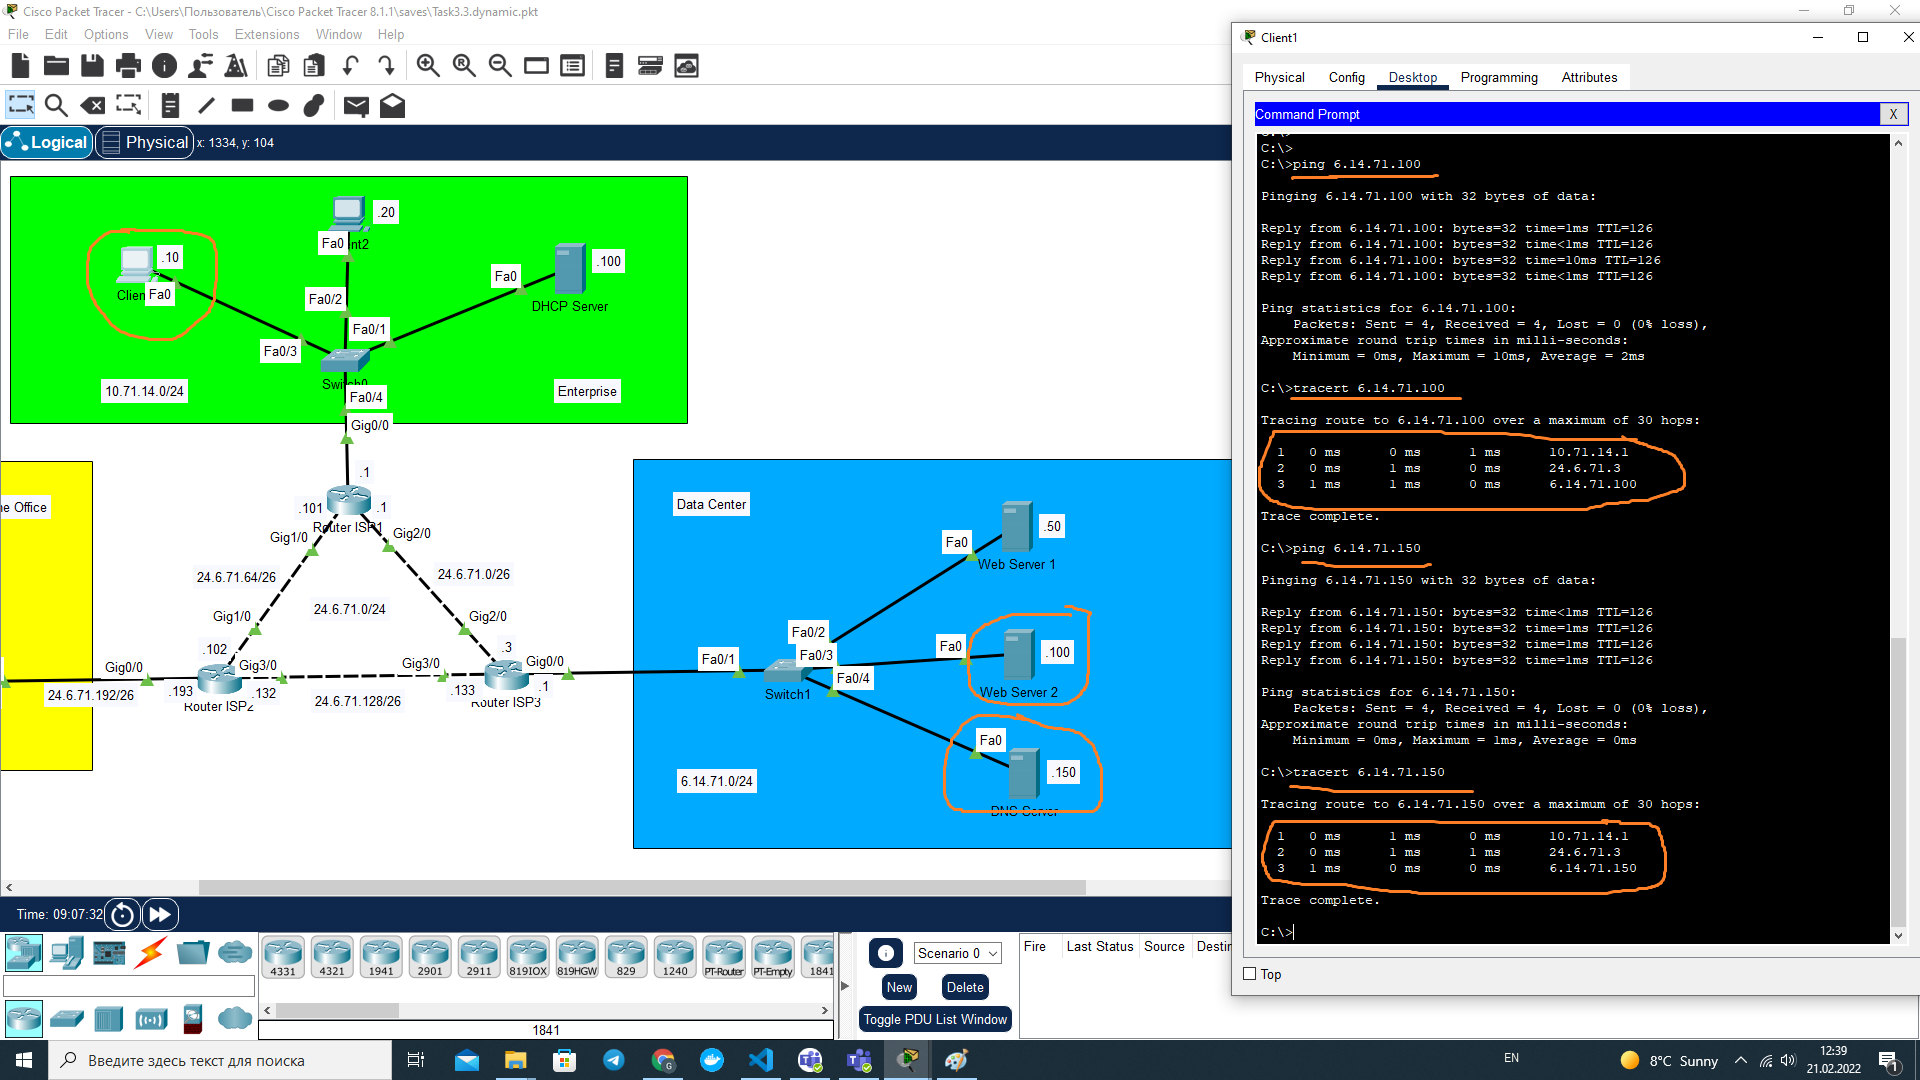 Cisco Packet Tracer - C:\Users\Пользователь\Cisco Packet Tracer 8.1.1\saves\Task3.3.dynamic.pkt
File Edit Options View Tools Extensions Window Help
Logical Physical x: 1334, y: 104
.20
Fa0
nt2
.10
Fa0
Clien
Fa0
.100
DHCP Server
Fa0/2
Fa0/1
Fa0/3
Switch0
10.71.14.0/24
Fa0/4
Enterprise
Gig0/0
.1
ne Office
.101
.1
Router ISP1
Gig1/0
Gig2/0
24.6.71.64/26
24.6.71.0/26
24.6.71.0/24
Gig1/0
Gig2/0
.102
.3
Gig0/0
Gig3/0
Gig3/0
Gig0/0
24.6.71.192/26
.193
.132
.133
.1
Router ISP2
24.6.71.128/26
Router ISP3
Data Center
Fa0
.50
Web Server 1
Fa0/2
Fa0/1
Fa0/3
Fa0
.100
Fa0/4
Switch1
Web Server 2
Fa0
.150
DNS Server
6.14.71.0/24
Time: 09:07:32
4331 4321 1941 2901 2911 819IOX 819HGW 829 1240 PT-Router PT-Empty 1841
1841
Scenario 0
New Delete
Toggle PDU List Window
Fire Last Status Source Destin
Client1
Physical Config Desktop Programming Attributes
Command Prompt X
C:\>
C:\>
C:\>ping 6.14.71.100
Pinging 6.14.71.100 with 32 bytes of data:
Reply from 6.14.71.100: bytes=32 time=1ms TTL=126
Reply from 6.14.71.100: bytes=32 time<1ms TTL=126
Reply from 6.14.71.100: bytes=32 time=10ms TTL=126
Reply from 6.14.71.100: bytes=32 time<1ms TTL=126
Ping statistics for 6.14.71.100:
Packets: Sent = 4, Received = 4, Lost = 0 (0% loss),
Approximate round trip times in milli-seconds:
Minimum = 0ms, Maximum = 10ms, Average = 2ms
C:\>tracert 6.14.71.100
Tracing route to 6.14.71.100 over a maximum of 30 hops:
1 0 ms 0 ms 1 ms 10.71.14.1
2 0 ms 1 ms 0 ms 24.6.71.3
3 1 ms 1 ms 0 ms 6.14.71.100
Trace complete.
C:\>ping 6.14.71.150
Pinging 6.14.71.150 with 32 bytes of data:
Reply from 6.14.71.150: bytes=32 time<1ms TTL=126
Reply from 6.14.71.150: bytes=32 time=1ms TTL=126
Reply from 6.14.71.150: bytes=32 time=1ms TTL=126
Reply from 6.14.71.150: bytes=32 time<1ms TTL=126
Ping statistics for 6.14.71.150:
Packets: Sent = 4, Received = 4, Lost = 0 (0% loss),
Approximate round trip times in milli-seconds:
Minimum = 0ms, Maximum = 1ms, Average = 0ms
C:\>tracert 6.14.71.150
Tracing route to 6.14.71.150 over a maximum of 30 hops:
1 0 ms 1 ms 0 ms 10.71.14.1
2 0 ms 1 ms 1 ms 24.6.71.3
3 1 ms 0 ms 0 ms 6.14.71.150
Trace complete.
C:\>
Top
Введите здесь текст для поиска
EN
8°C Sunny
12:39
21.02.2022
1